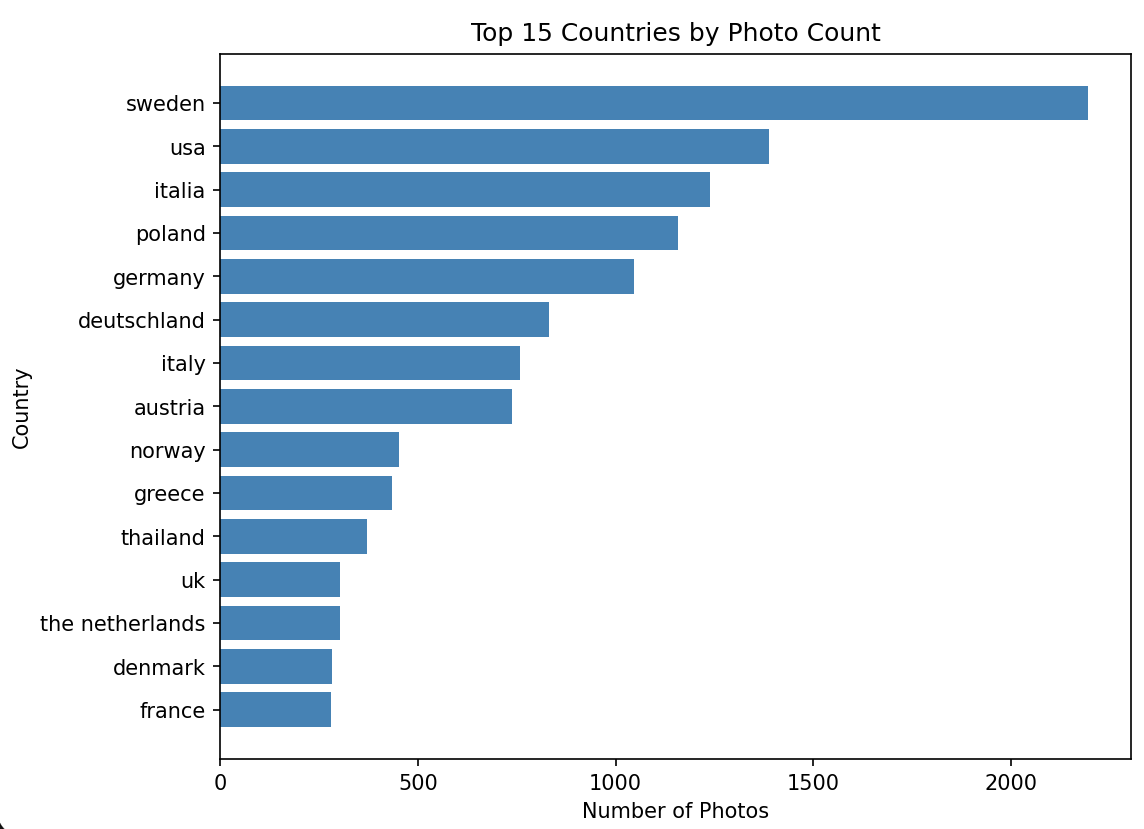 Top 15 Countries by Photo Count
sweden
usa
italia
poland
germany
deutschland
italy
austria
norway
greece
thailand
uk
the netherlands
denmark
france
Country
0 500 1000 1500 2000
Number of Photos